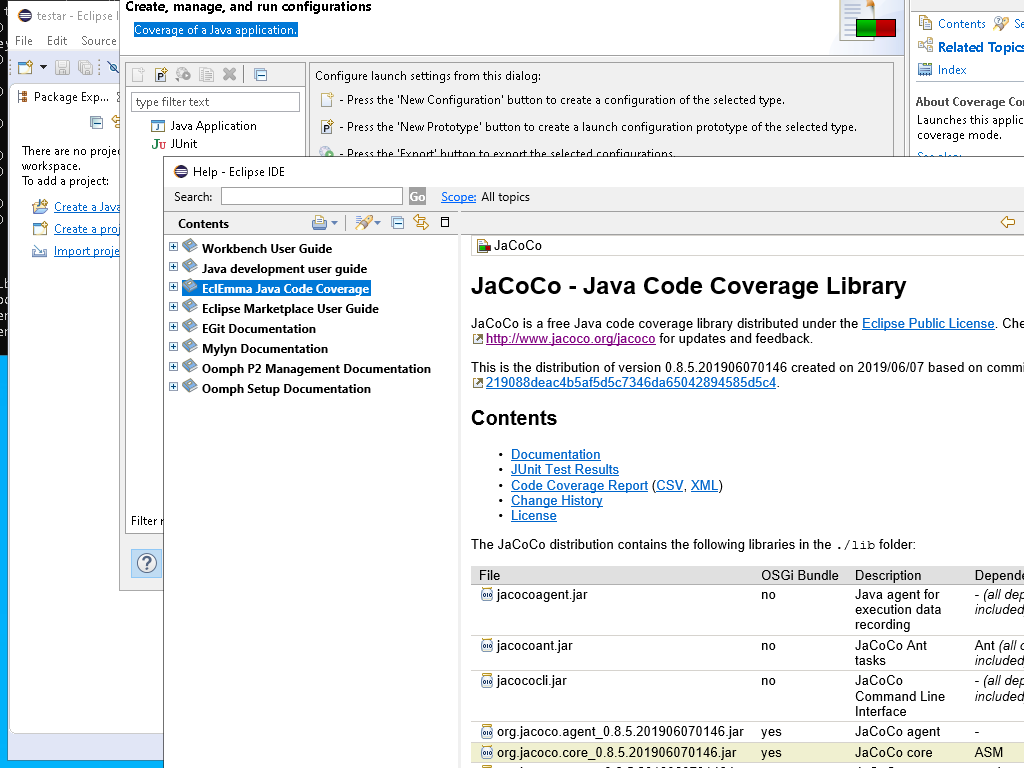 testar - Eclipse I
File Edit Source
Package Exp...
There are no
workspace.
To add a project:
Create a Java
Create a
Import
Create, manage, and run configurations
Coverage of a Java application.
type filter text
Java Application
JUnit
Filter
Configure launch settings from this dialog:
- Press the 'New Configuration' button to create a configuration of the selected type.
- Press the 'New Prototype' button to create a launch configuration prototype of the selected type.
- Press the 'Export' button to export the selected configurations.
Contents
Related Topics
Index
About Coverage
Launches this
coverage mode.
See also:
Help - Eclipse IDE
Search: Go Scope: All topics
Contents
Workbench User Guide
Java development user guide
EclEmma Java Code Coverage
Eclipse Marketplace User Guide
EGit Documentation
Mylyn Documentation
Oomph P2 Management Documentation
Oomph Setup Documentation
JaCoCo
JaCoCo - Java Code Coverage Library
JaCoCo is a free Java code coverage library distributed under the Eclipse Public License.
http://www.jacoco.org/jacoco for updates and feedback.
This is the distribution of version 0.8.5.201906070146 created on 2019/06/07 based on
219088deac4b5af5d5c7346da65042894585d5c4.
Contents
• Documentation
• JUnit Test Results
• Code Coverage Report (CSV, XML)
• Change History
• License
The JaCoCo distribution contains the following libraries in the ./lib folder:
File OSGi Bundle Description
jacocoagent.jar no Java agent for - (all
execution data included
recording
jacocoant.jar no JaCoCo Ant Ant (all
tasks included
jacococli.jar no JaCoCo - (all
Command Line included
Interface
org.jacoco.agent_0.8.5.201906070146.jar yes JaCoCo agent -
org.jacoco.core_0.8.5.201906070146.jar yes JaCoCo core ASM